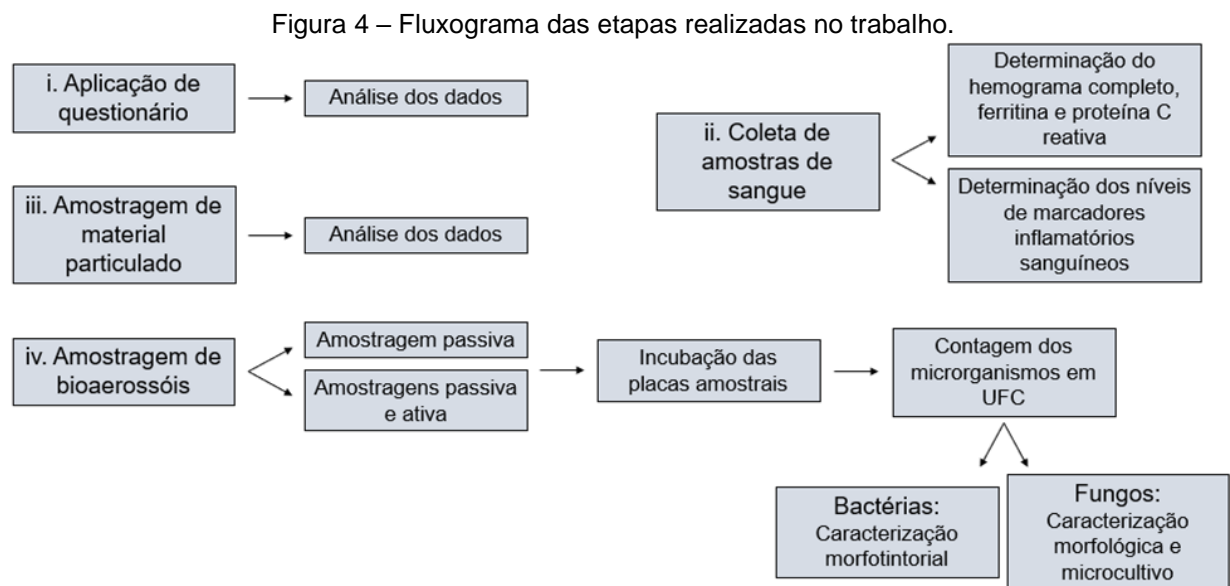 Figura 4 – Fluxograma das etapas realizadas no trabalho.
i. Aplicação de
questionário
Análise dos dados
ii. Coleta de
amostras de
sangue
Determinação do
hemograma completo,
ferritina e proteína C
reativa
Determinação dos níveis
de marcadores
inflamatórios
sanguíneos
iii. Amostragem de
material
particulado
Análise dos dados
iv. Amostragem de
bioaerossóis
Amostragem passiva
Amostragens passiva
e ativa
Incubação das
placas amostrais
Contagem dos
microrganismos em
UFC
Bactérias:
Caracterização
morfotintorial
Fungos:
Caracterização
morfológica e
microcultivo